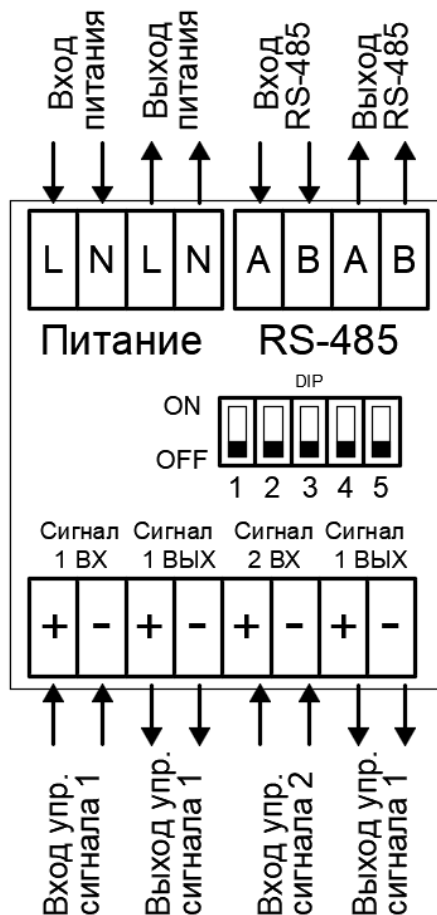 Вход
питания
Выход
питания
Вход
RS-485
Выход
RS-485
L N L N A B A B
Питание RS-485
DIP
ON
OFF
1 2 3 4 5
Сигнал
1 ВХ
Сигнал
1 ВЫХ
Сигнал
2 ВХ
Сигнал
1 ВЫХ
+ - + - + - + -
Вход упр.
сигнала 1
Выход упр.
сигнала 1
Вход упр.
сигнала 2
Выход упр.
сигнала 1